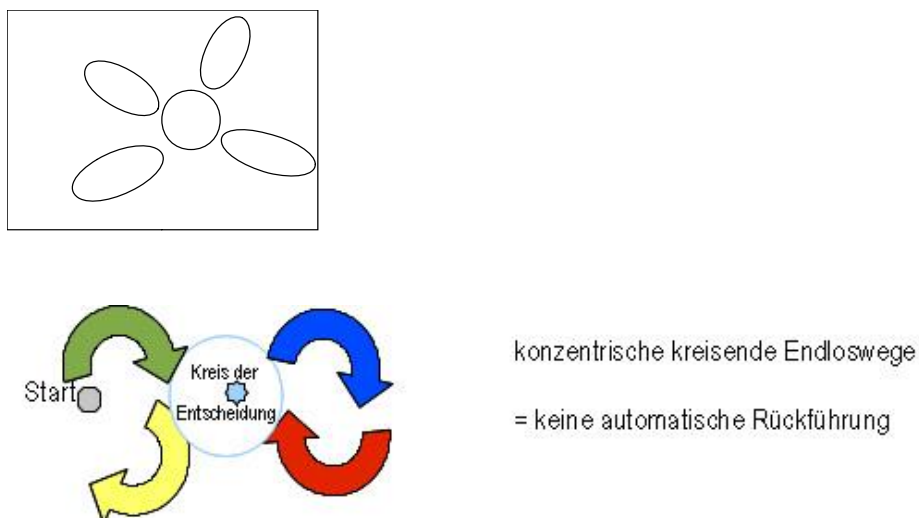 Kreis der
Start
Entscheidung
konzentrische kreisende Endloswege
= keine automatische Rückführung